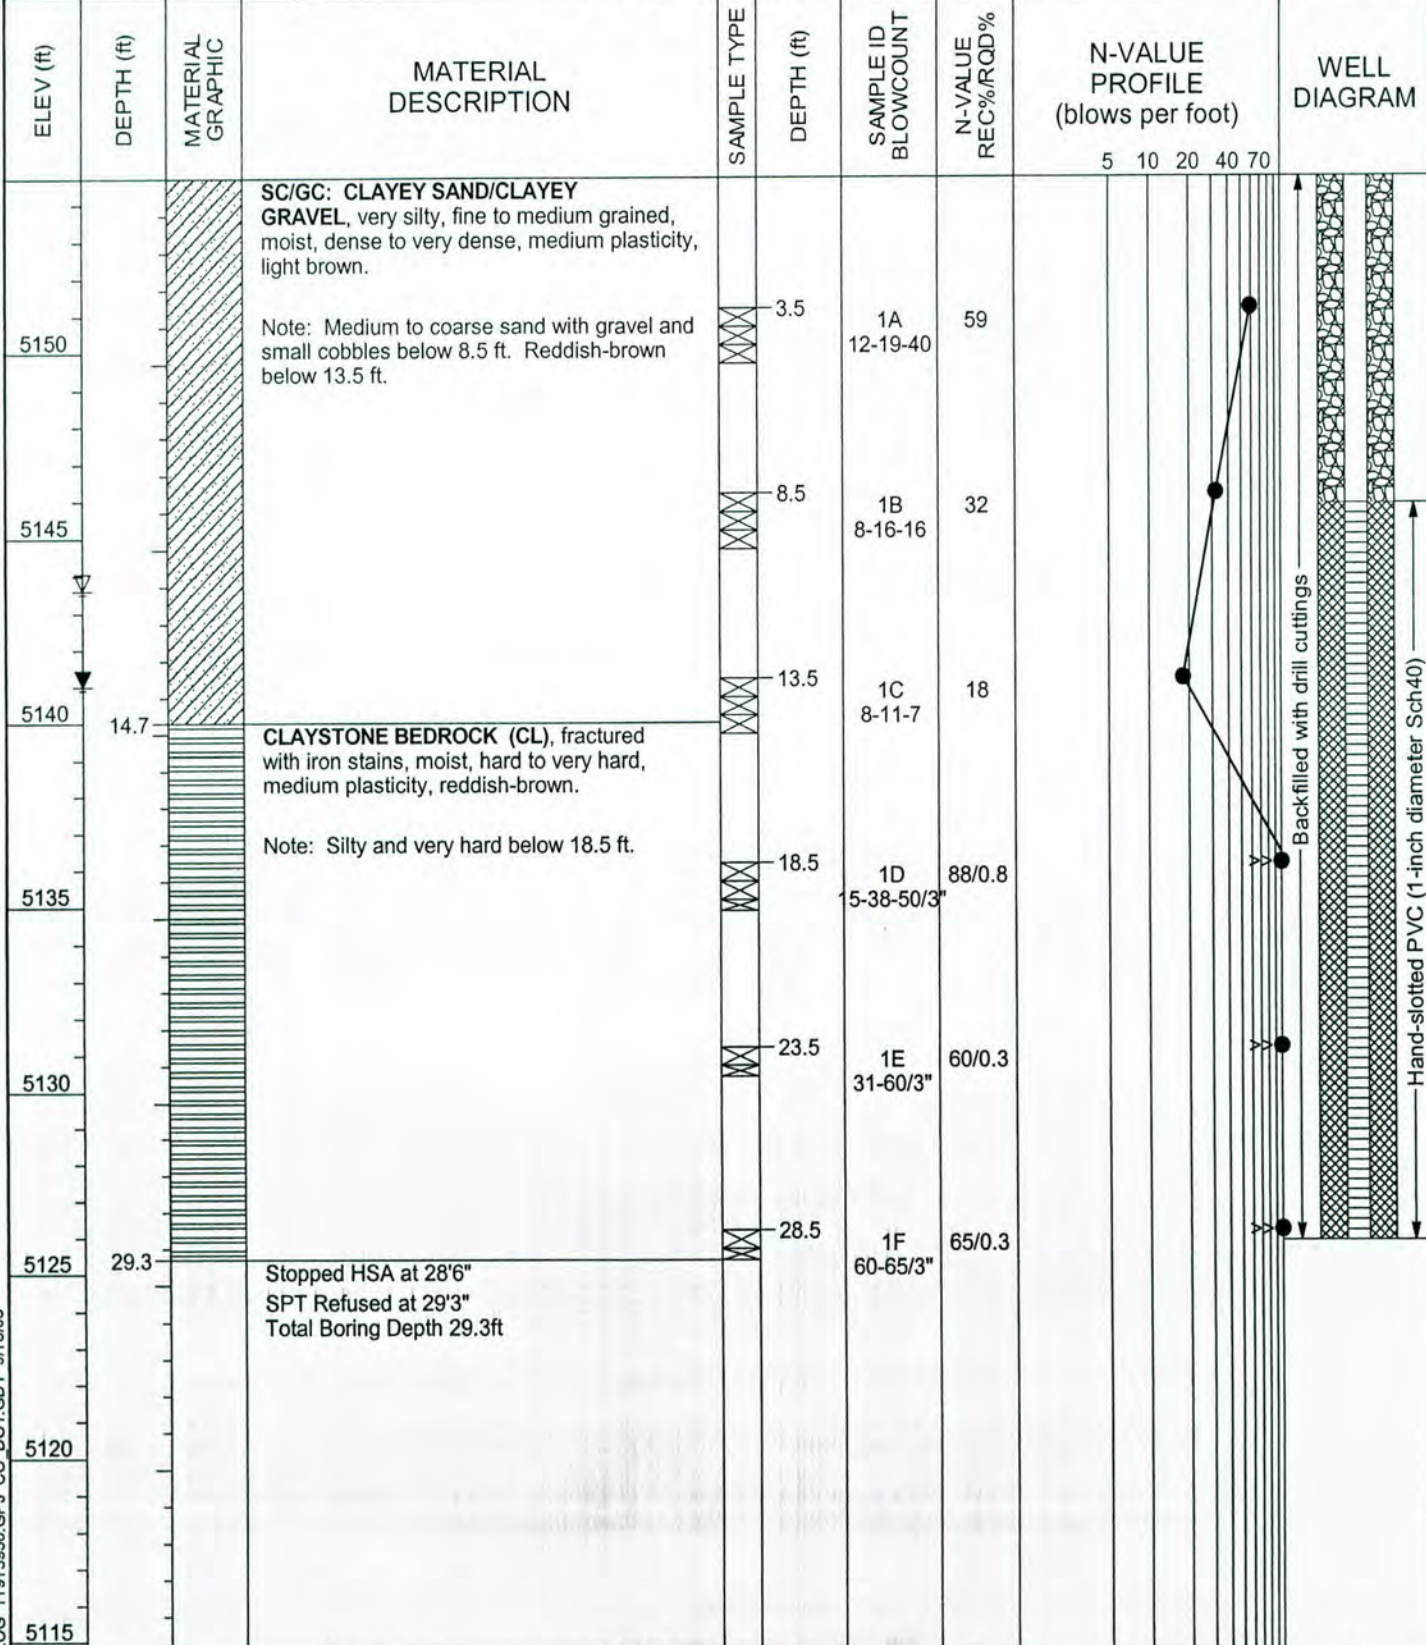 ELEV (ft)
DEPTH (ft)
MATERIAL
GRAPHIC
MATERIAL
DESCRIPTION
SAMPLE TYPE
DEPTH (ft)
SAMPLE ID
BLOWCOUNT
N-VALUE
REC%/RQD%
N-VALUE
PROFILE
(blows per foot)
5 10 20 40 70
WELL
DIAGRAM
SC/GC: CLAYEY SAND/CLAYEY
GRAVEL, very silty, fine to medium grained,
moist, dense to very dense, medium plasticity,
light brown.
Note: Medium to coarse sand with gravel and
small cobbles below 8.5 ft. Reddish-brown
below 13.5 ft.
3.5
1A
12-19-40
59
5150
8.5
1B
8-16-16
32
5145
13.5
1C
8-11-7
18
5140
14.7
CLAYSTONE BEDROCK (CL), fractured
with iron stains, moist, hard to very hard,
medium plasticity, reddish-brown.
Note: Silty and very hard below 18.5 ft.
18.5
1D
15-38-50/3"
88/0.8
>>
5135
23.5
1E
31-60/3"
60/0.3
>>
5130
28.5
1F
60-65/3"
65/0.3
>>
5125
29.3
Stopped HSA at 28'6"
SPT Refused at 29'3"
Total Boring Depth 29.3ft
5120
5115
Backfilled with drill cuttings
Hand-slotted PVC (1-inch diameter Sch40)